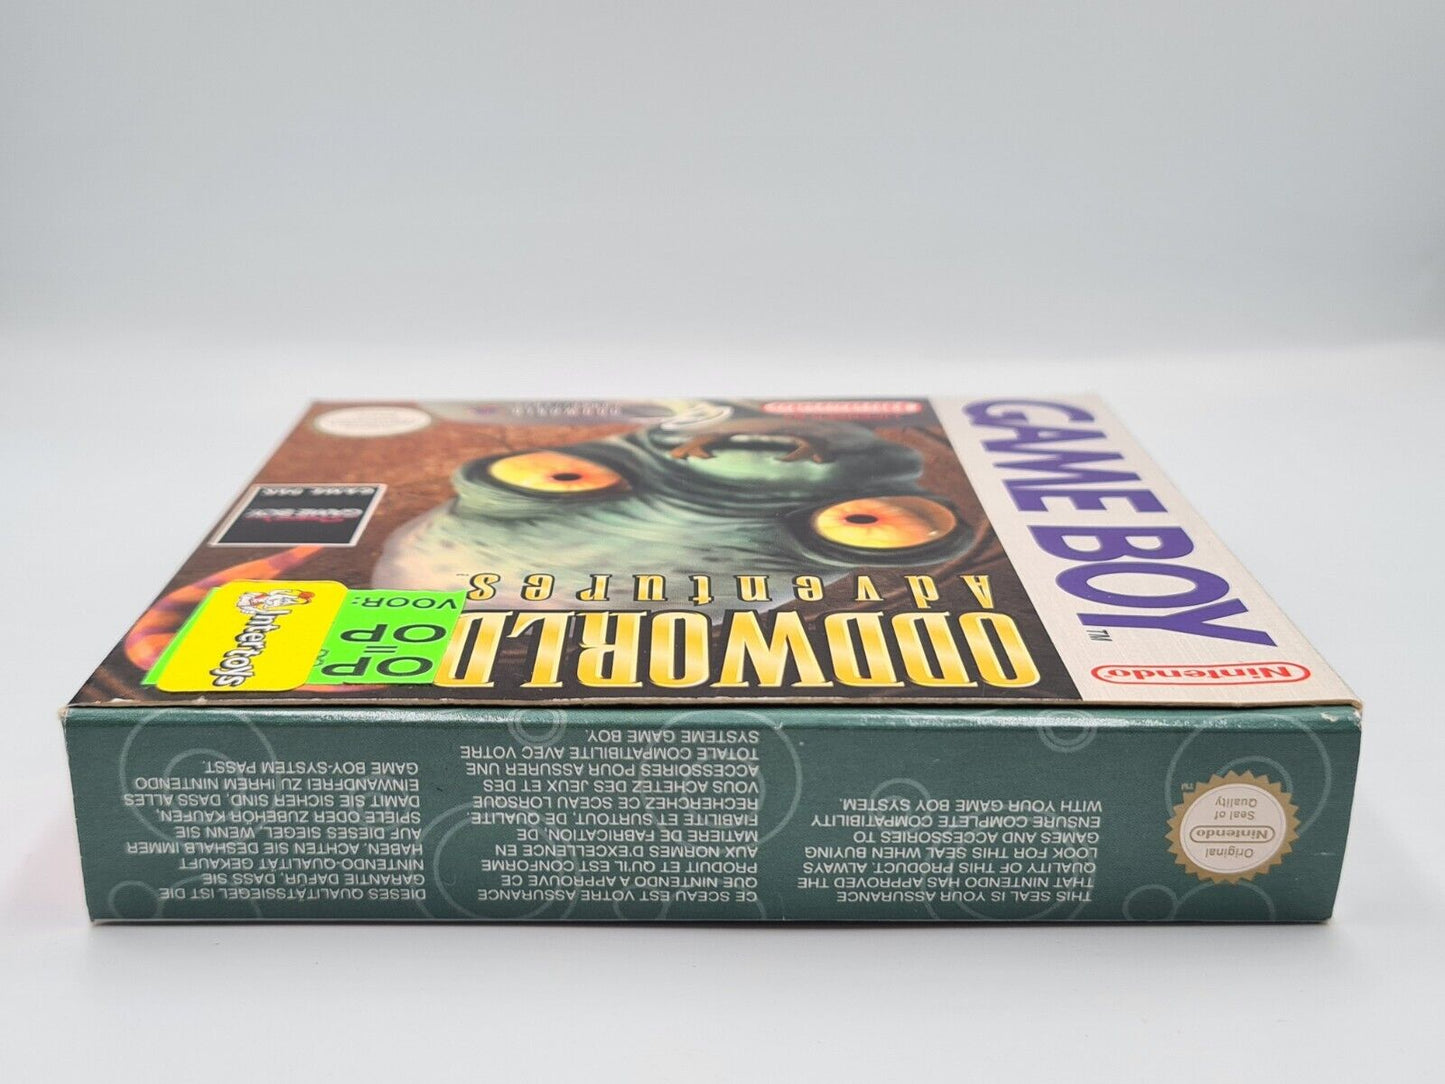 GAME BOY™
Nintendo
Nintendo
ODDWORLD
Adventures™
GAME BOY
GAME PAK
Intertoys
OP
OP
VOOR:
THIS SEAL IS YOUR ASSURANCE
THAT NINTENDO HAS APPROVED THE
QUALITY OF THIS PRODUCT. ALWAYS
LOOK FOR THIS SEAL WHEN BUYING
GAMES AND ACCESSORIES TO
ENSURE COMPLETE COMPATIBILITY
WITH YOUR GAME BOY SYSTEM.
CE SCEAU EST VOTRE ASSURANCE
QUE NINTENDO A APPROUVE CE
PRODUIT ET QU'IL EST CONFORME
AUX NORMES D'EXCELLENCE EN
MATIERE DE FABRICATION, DE
FIABILITE ET SURTOUT, DE QUALITE.
RECHERCHEZ CE SCEAU LORSQUE
VOUS ACHETEZ DES JEUX ET DES
ACCESSOIRES POUR ASSURER UNE
TOTALE COMPATIBILITE AVEC VOTRE
SYSTEME GAME BOY.
DIESES QUALITÄTSSIEGEL IST DIE
GARANTIE DAFÜR, DASS SIE
NINTENDO-QUALITÄT GEKAUFT
HABEN. ACHTEN SIE DESHALB IMMER
AUF DIESES SIEGEL, WENN SIE
SPIELE ODER ZUBEHÖR KAUFEN,
DAMIT SIE SICHER SIND, DASS ALLES
EINWANDFREI ZU IHREM NINTENDO
GAME BOY-SYSTEM PASST.
Original
Nintendo
Seal of
Quality
TM